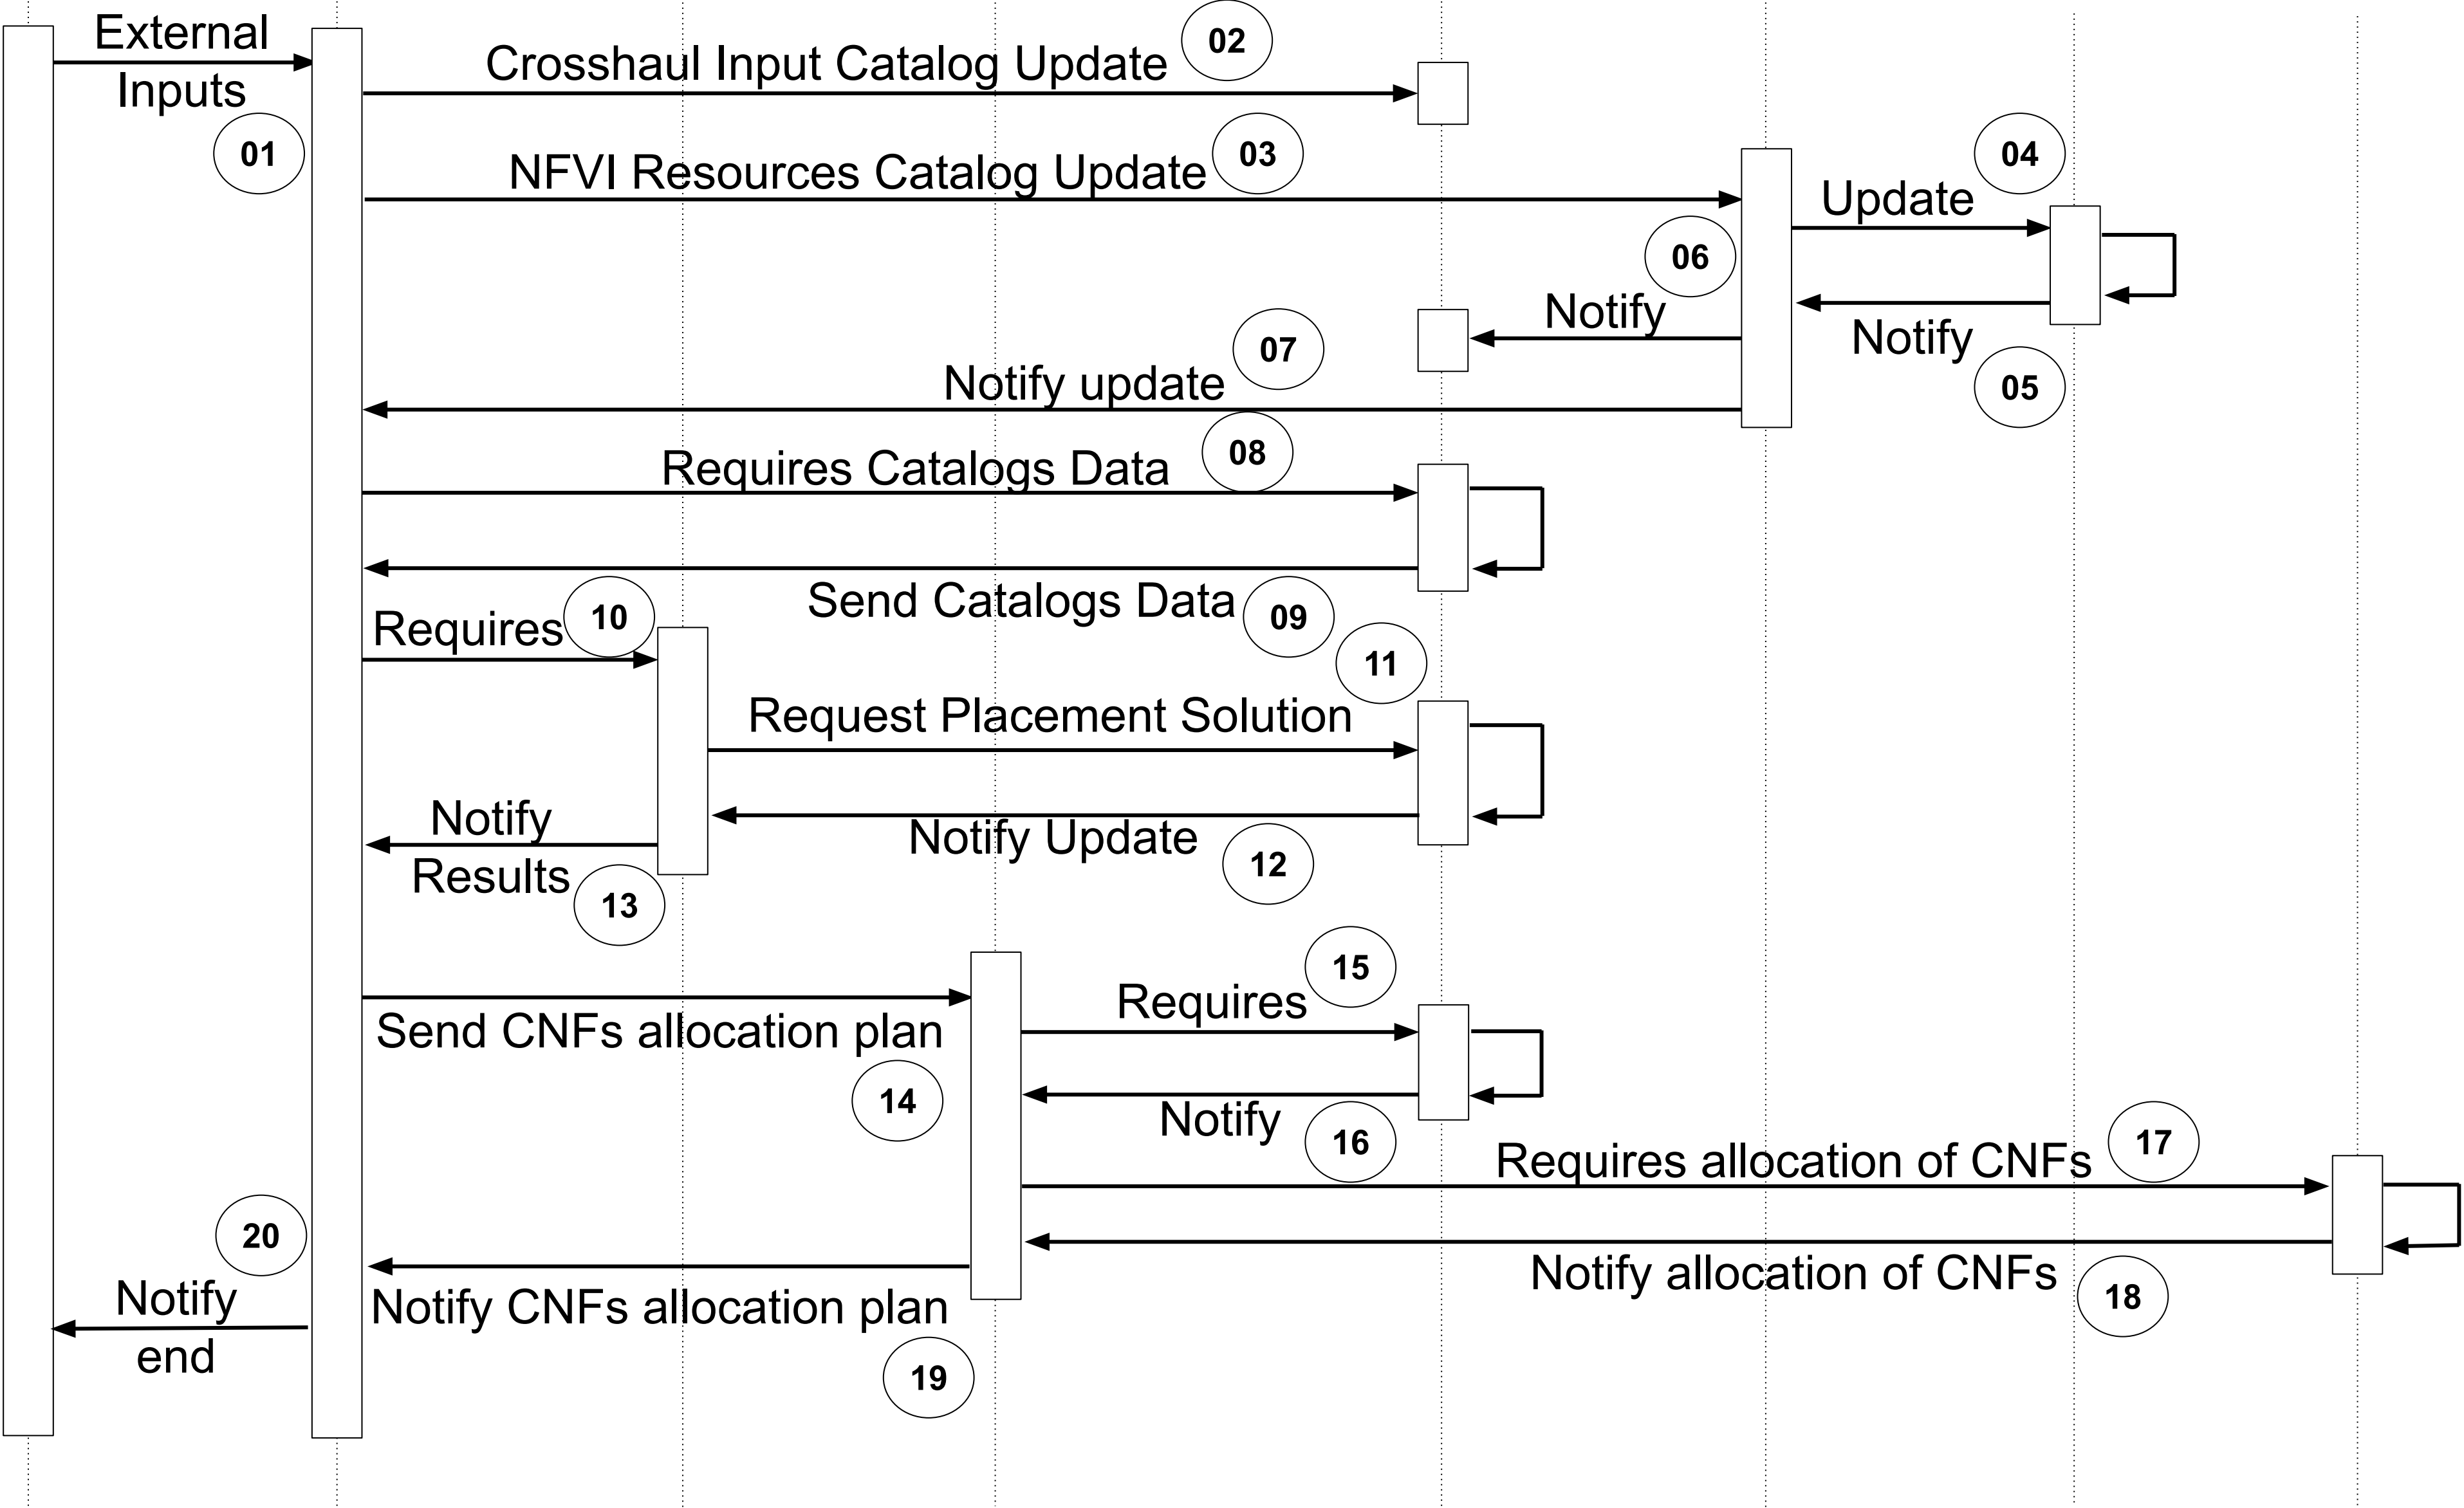 External
Inputs
01
Crosshaul Input Catalog Update
02
NFVI Resources Catalog Update
03
Update
04
Notify
05
Notify
06
Notify update
07
Requires Catalogs Data
08
Send Catalogs Data
09
Requires
10
Request Placement Solution
11
Notify Update
12
Notify
Results
13
Send CNFs allocation plan
14
Requires
15
Notify
16
Requires allocation of CNFs
17
Notify allocation of CNFs
18
Notify CNFs allocation plan
19
20
Notify
end